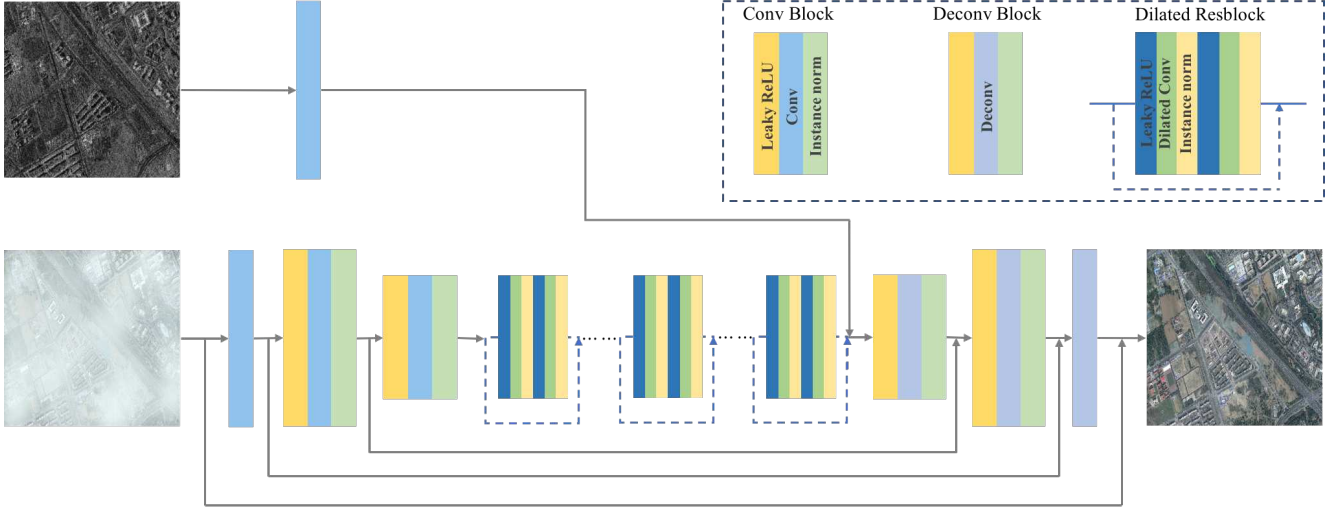 Conv Block
Deconv Block
Dilated Resblock
Leaky ReLU
Conv
Instance norm
Deconv
Leaky ReLU
Dilated Conv
Instance norm